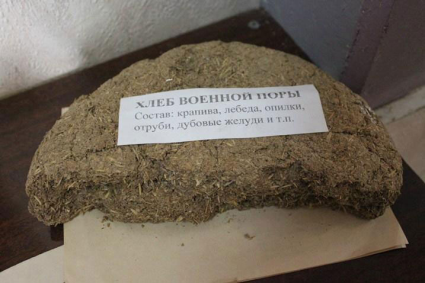 ХЛЕБ ВОЕННОЙ ПОРЫ
Состав: крапива, лебеда, опилки,
отруби, дубовые желуди и т.п.